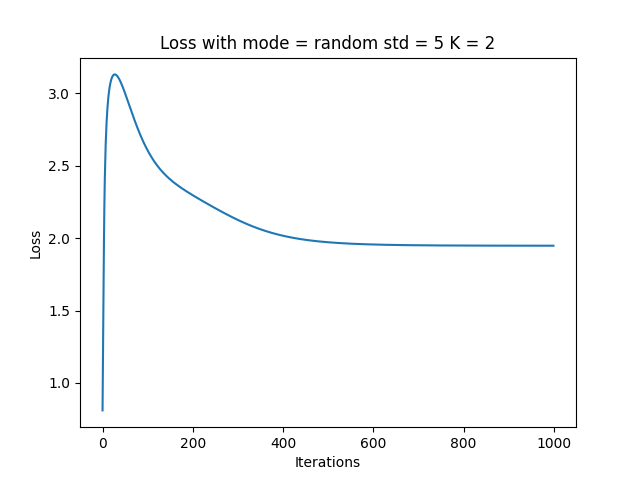 Loss with mode = random std = 5 K = 2
3.0
2.5
2.0
1.5
1.0
Loss
0 200 400 600 800 1000
Iterations